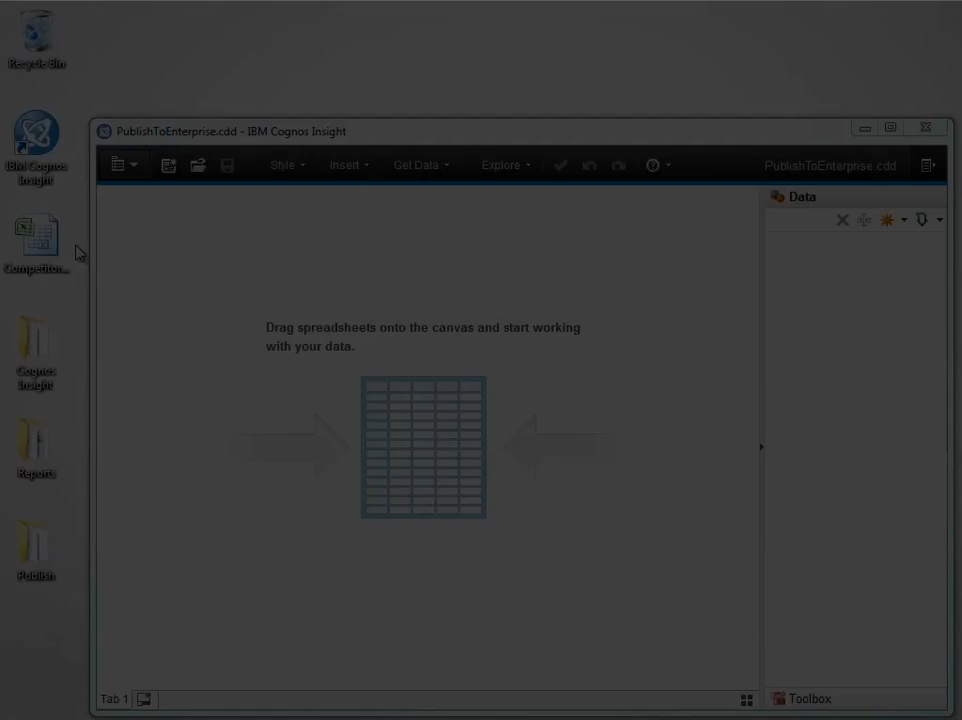 Recycle Bin
IBM Cognos
Insight
Competitor...
Cognos
Insight
Reports
Publish
PublishToEnterprise.cdd - IBM Cognos Insight
Style Insert Get Data Explore PublishToEnterprise.cdd
Data
Drag spreadsheets onto the canvas and start working
with your data.
Tab 1
Toolbox